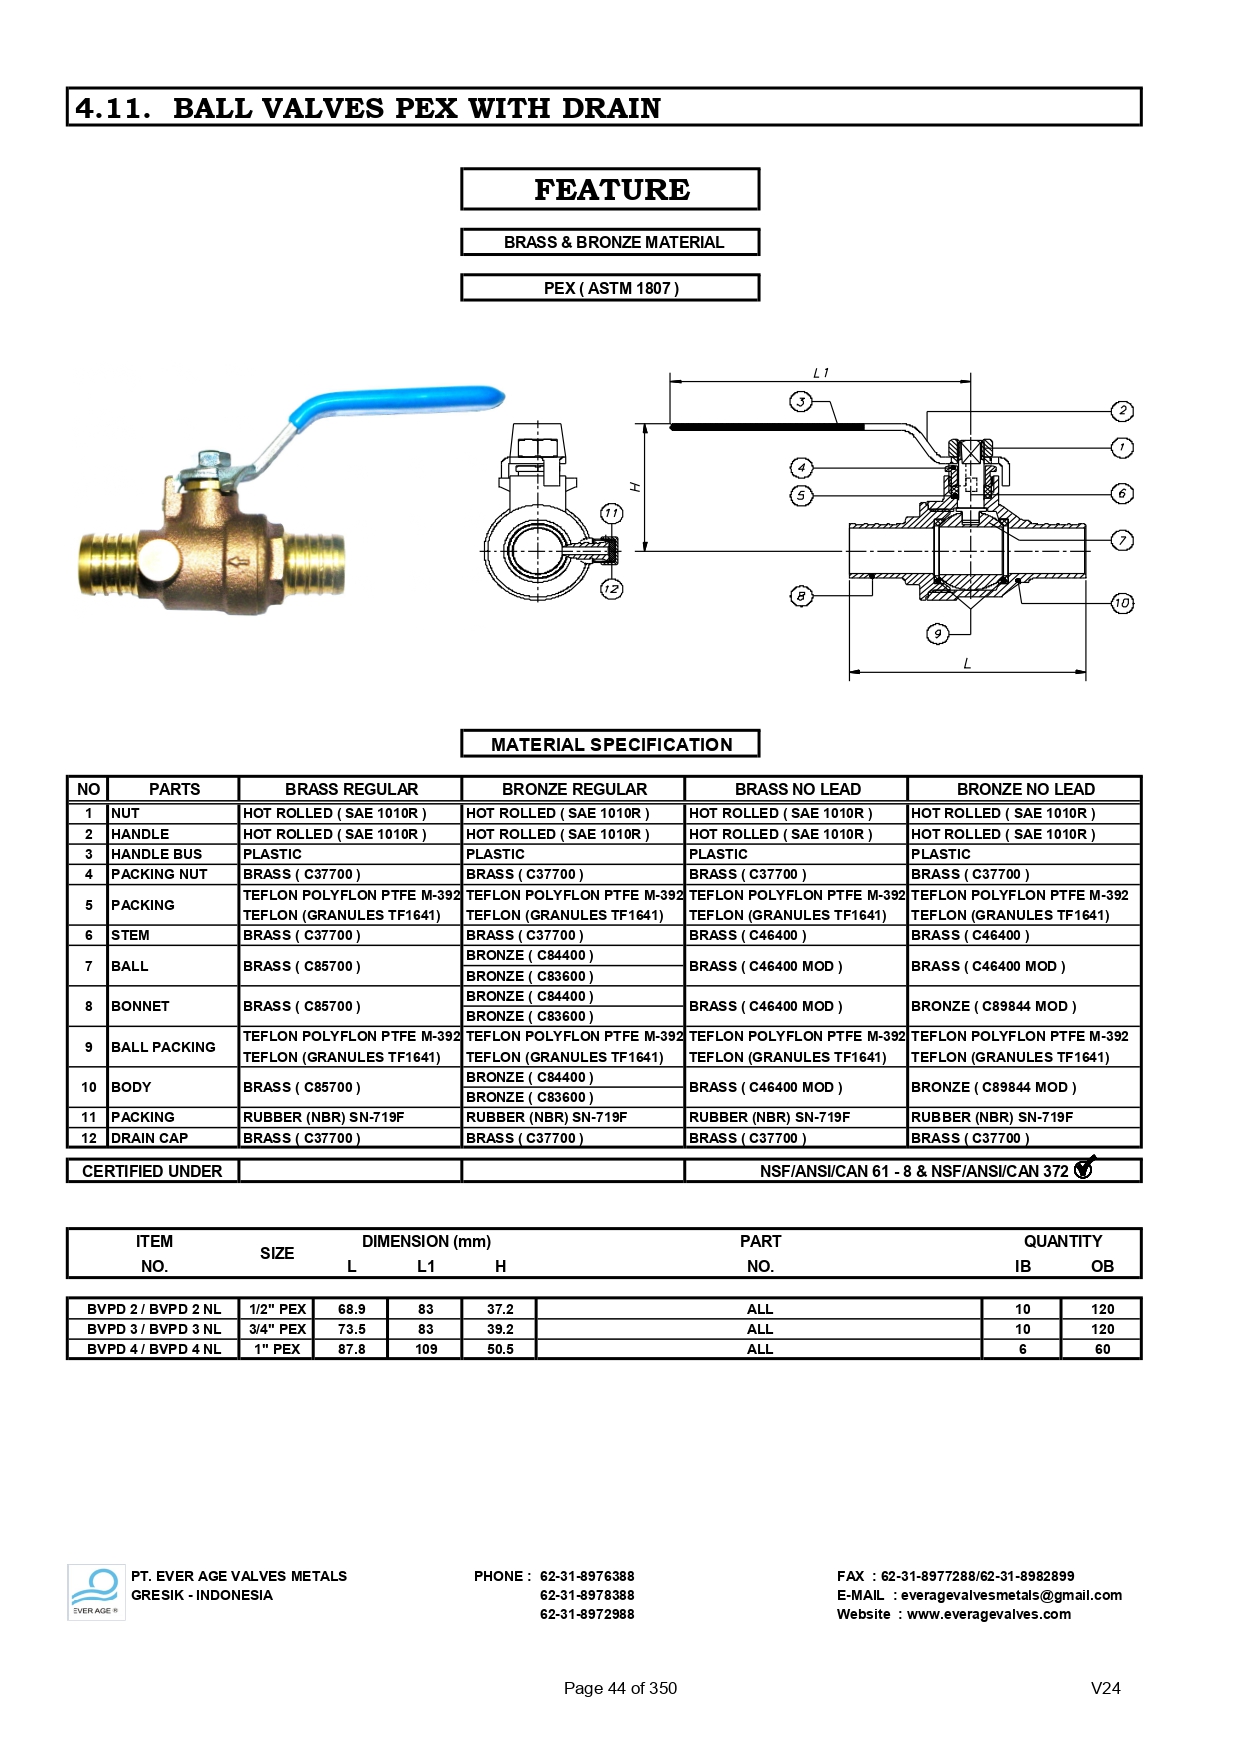 4.11. BALL VALVES PEX WITH DRAIN
FEATURE
BRASS & BRONZE MATERIAL
PEX ( ASTM 1807 )
L1
3
2
1
4
H
5
6
11
7
12
8
10
9
L
MATERIAL SPECIFICATION
NO PARTS BRASS REGULAR BRONZE REGULAR BRASS NO LEAD BRONZE NO LEAD
1 NUT HOT ROLLED ( SAE 1010R ) HOT ROLLED ( SAE 1010R ) HOT ROLLED ( SAE 1010R ) HOT ROLLED ( SAE 1010R )
2 HANDLE HOT ROLLED ( SAE 1010R ) HOT ROLLED ( SAE 1010R ) HOT ROLLED ( SAE 1010R ) HOT ROLLED ( SAE 1010R )
3 HANDLE BUS PLASTIC PLASTIC PLASTIC PLASTIC
4 PACKING NUT BRASS ( C37700 ) BRASS ( C37700 ) BRASS ( C37700 ) BRASS ( C37700 )
TEFLON POLYFLON PTFE M-392 TEFLON POLYFLON PTFE M-392 TEFLON POLYFLON PTFE M-392 TEFLON POLYFLON PTFE M-392
5 PACKING
TEFLON (GRANULES TF1641) TEFLON (GRANULES TF1641) TEFLON (GRANULES TF1641) TEFLON (GRANULES TF1641)
6 STEM BRASS ( C37700 ) BRASS ( C37700 ) BRASS ( C46400 ) BRASS ( C46400 )
BRONZE ( C84400 )
7 BALL BRASS ( C85700 ) BRASS ( C46400 MOD ) BRASS ( C46400 MOD )
BRONZE ( C83600 )
BRONZE ( C84400 )
8 BONNET BRASS ( C85700 ) BRASS ( C46400 MOD ) BRONZE ( C89844 MOD )
BRONZE ( C83600 )
TEFLON POLYFLON PTFE M-392 TEFLON POLYFLON PTFE M-392 TEFLON POLYFLON PTFE M-392 TEFLON POLYFLON PTFE M-392
9 BALL PACKING
TEFLON (GRANULES TF1641) TEFLON (GRANULES TF1641) TEFLON (GRANULES TF1641) TEFLON (GRANULES TF1641)
BRONZE ( C84400 )
10 BODY BRASS ( C85700 ) BRASS ( C46400 MOD ) BRONZE ( C89844 MOD )
BRONZE ( C83600 )
11 PACKING RUBBER (NBR) SN-719F RUBBER (NBR) SN-719F RUBBER (NBR) SN-719F RUBBER (NBR) SN-719F
12 DRAIN CAP BRASS ( C37700 ) BRASS ( C37700 ) BRASS ( C37700 ) BRASS ( C37700 )
CERTIFIED UNDER NSF/ANSI/CAN 61 - 8 & NSF/ANSI/CAN 372
ITEM DIMENSION (mm) PART QUANTITY
SIZE
NO. L L1 H NO. IB OB
BVPD 2 / BVPD 2 NL 1/2" PEX 68.9 83 37.2 ALL 10 120
BVPD 3 / BVPD 3 NL 3/4" PEX 73.5 83 39.2 ALL 10 120
BVPD 4 / BVPD 4 NL 1" PEX 87.8 109 50.5 ALL 6 60
PT. EVER AGE VALVES METALS PHONE : 62-31-8976388 FAX : 62-31-8977288/62-31-8982899
GRESIK - INDONESIA 62-31-8978388 E-MAIL : everagevalvesmetals@gmail.com
EVER AGE ® 62-31-8972988 Website : www.everagevalves.com
Page 44 of 350 V24